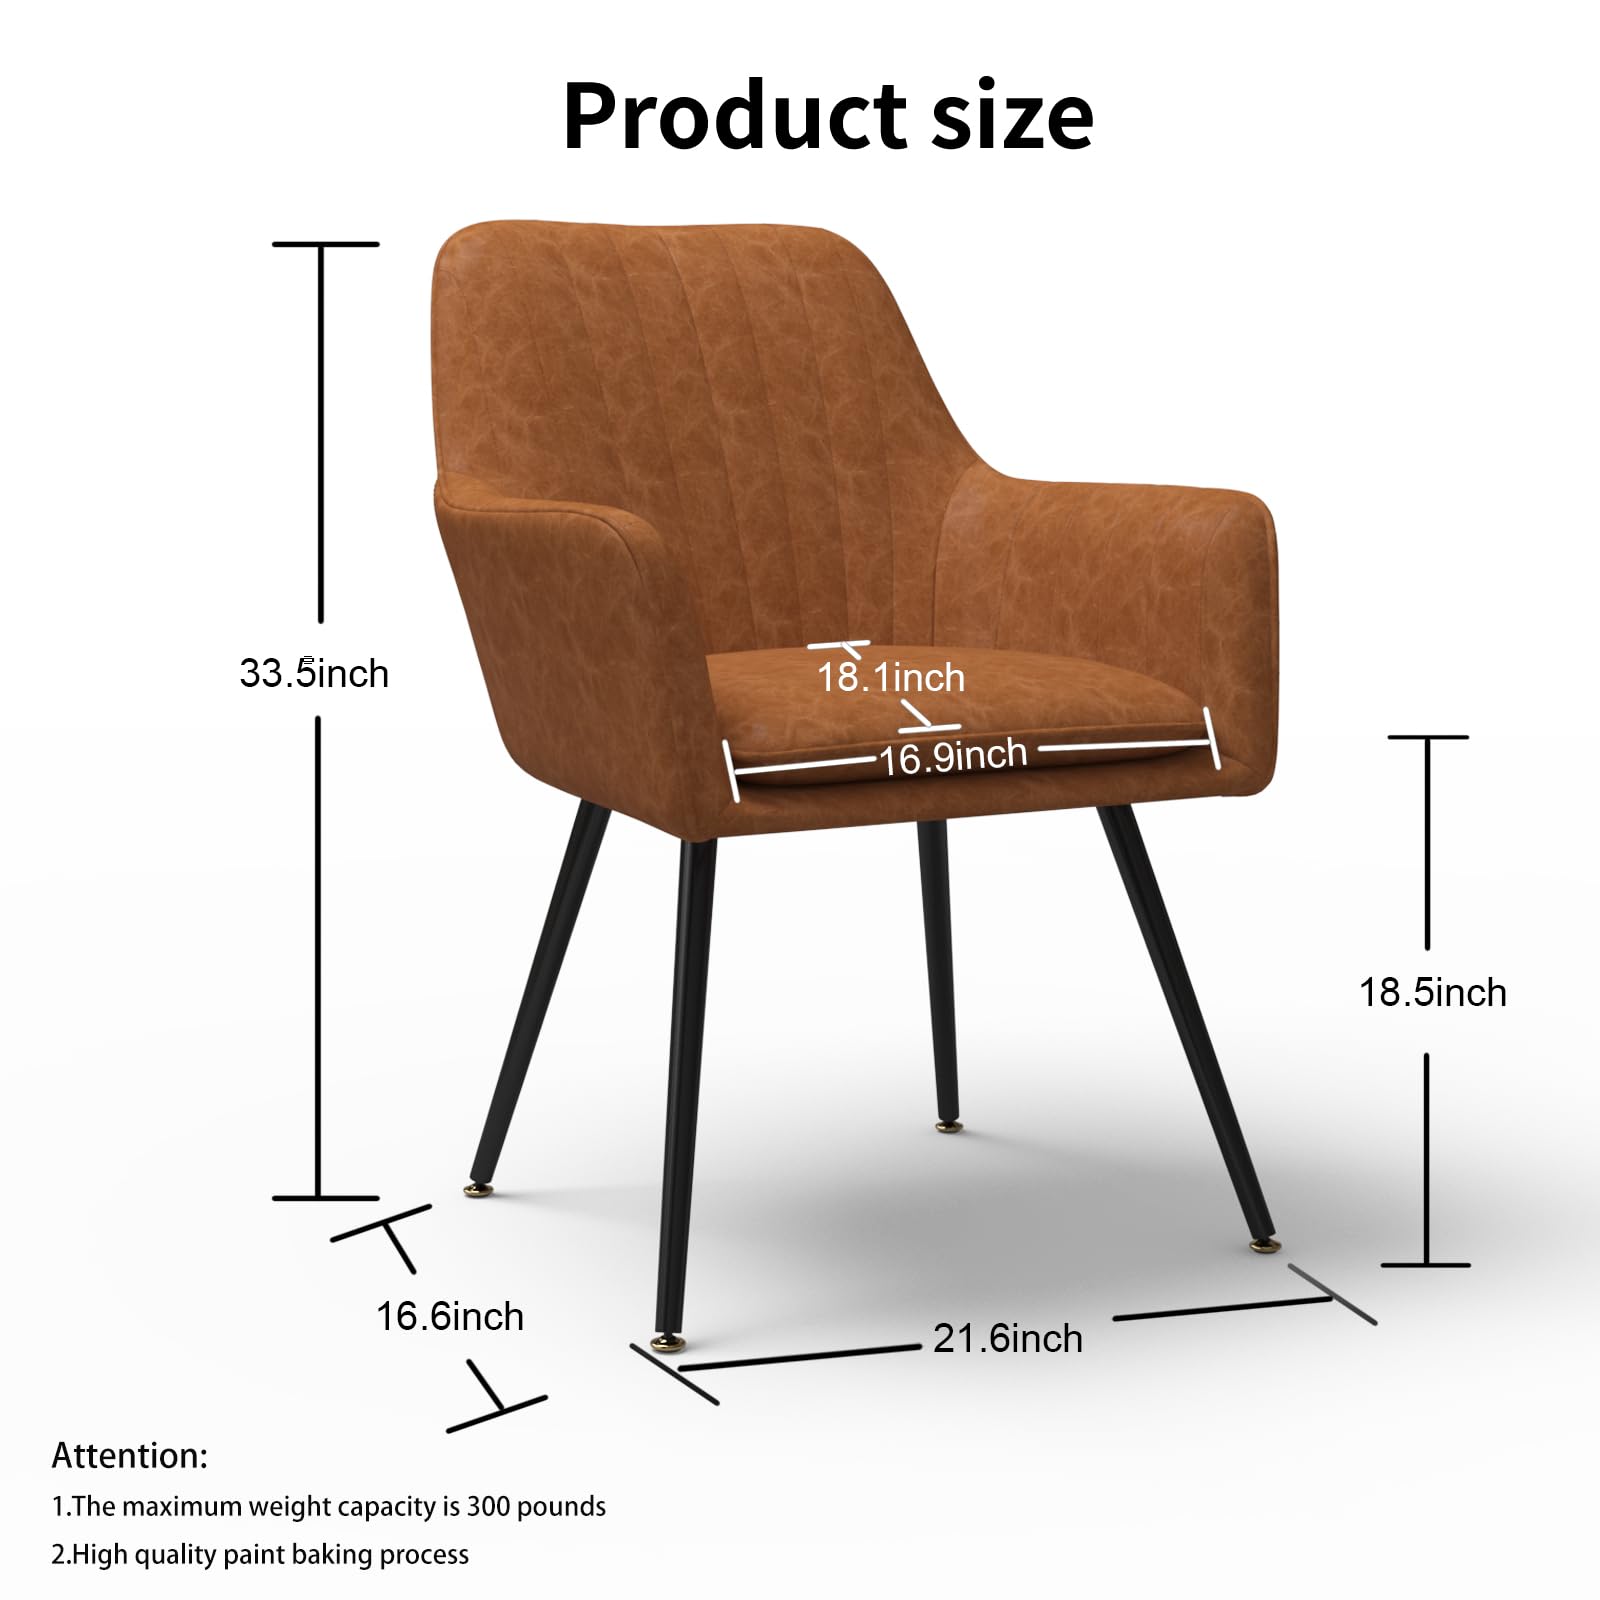 Product size
33.5inch
18.1inch
16.9inch
18.5inch
16.6inch
21.6inch
Attention:
1.The maximum weight capacity is 300 pounds
2.High quality paint baking process